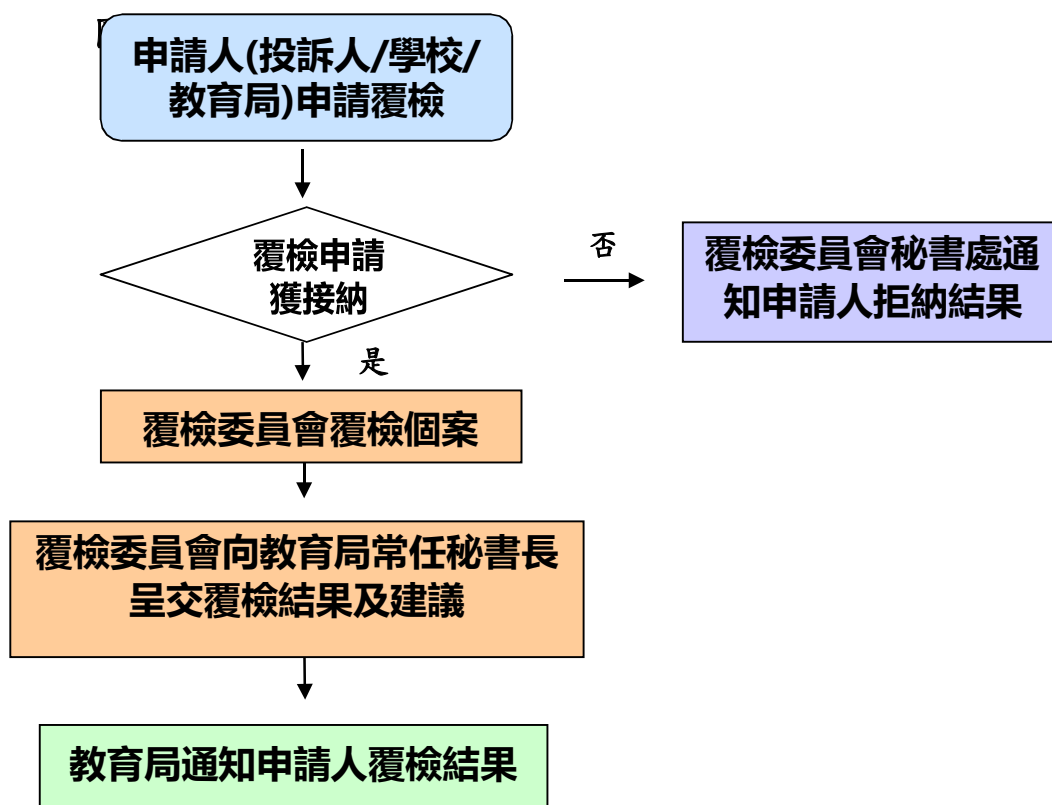 申請人(投訴人/學校/
教育局)申請覆檢
覆檢申請
獲接納
否
覆檢委員會秘書處通
知申請人拒納結果
是
覆檢委員會覆檢個案
覆檢委員會向教育局常任秘書長
呈交覆檢結果及建議
教育局通知申請人覆檢結果